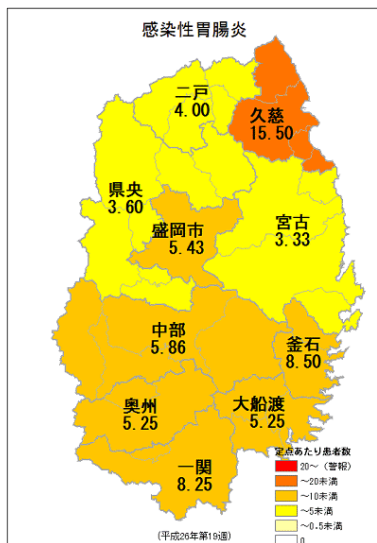 感染性胃腸炎
二戸
4.00
久慈
15.50
県央
3.60
盛岡市
5.43
宮古
3.33
中部
5.86
釜石
8.50
奥州
5.25
大船渡
5.25
一関
8.25
定点あたり患者数
20～（警報）
～20未満
～10未満
～5未満
～0.5未満
0
(平成26年第19週)